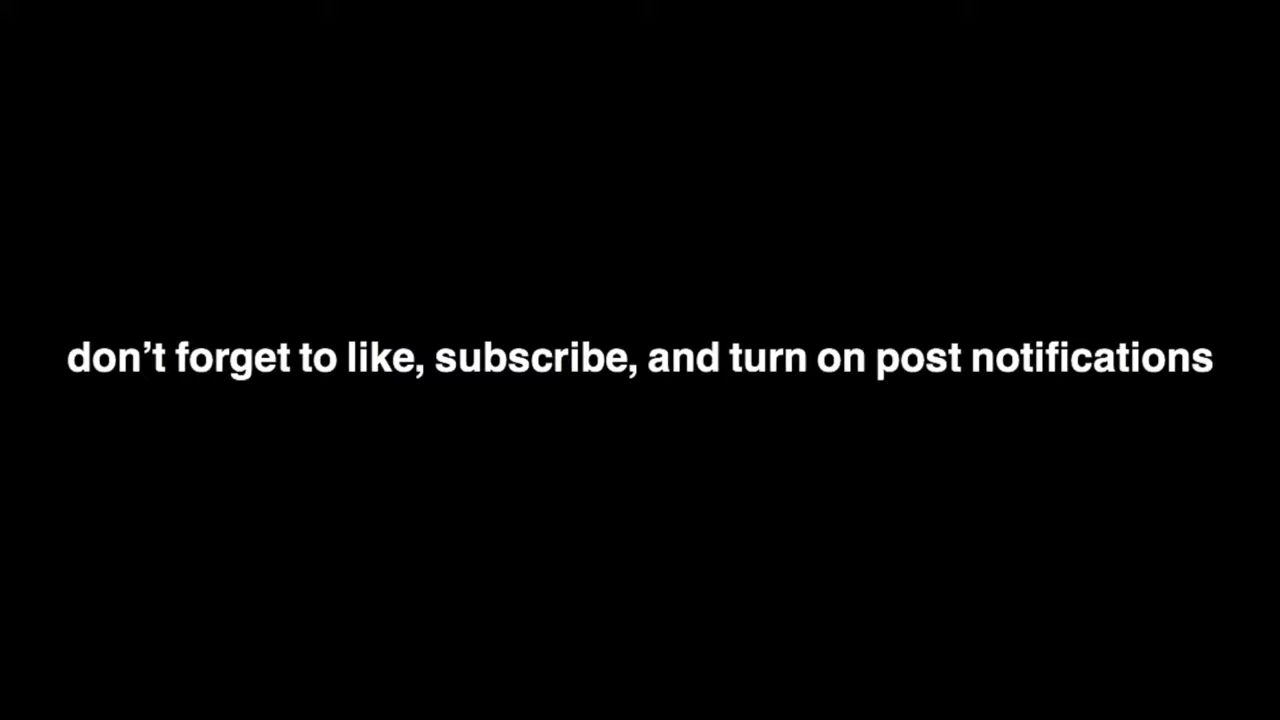 don’t forget to like, subscribe, and turn on post notifications